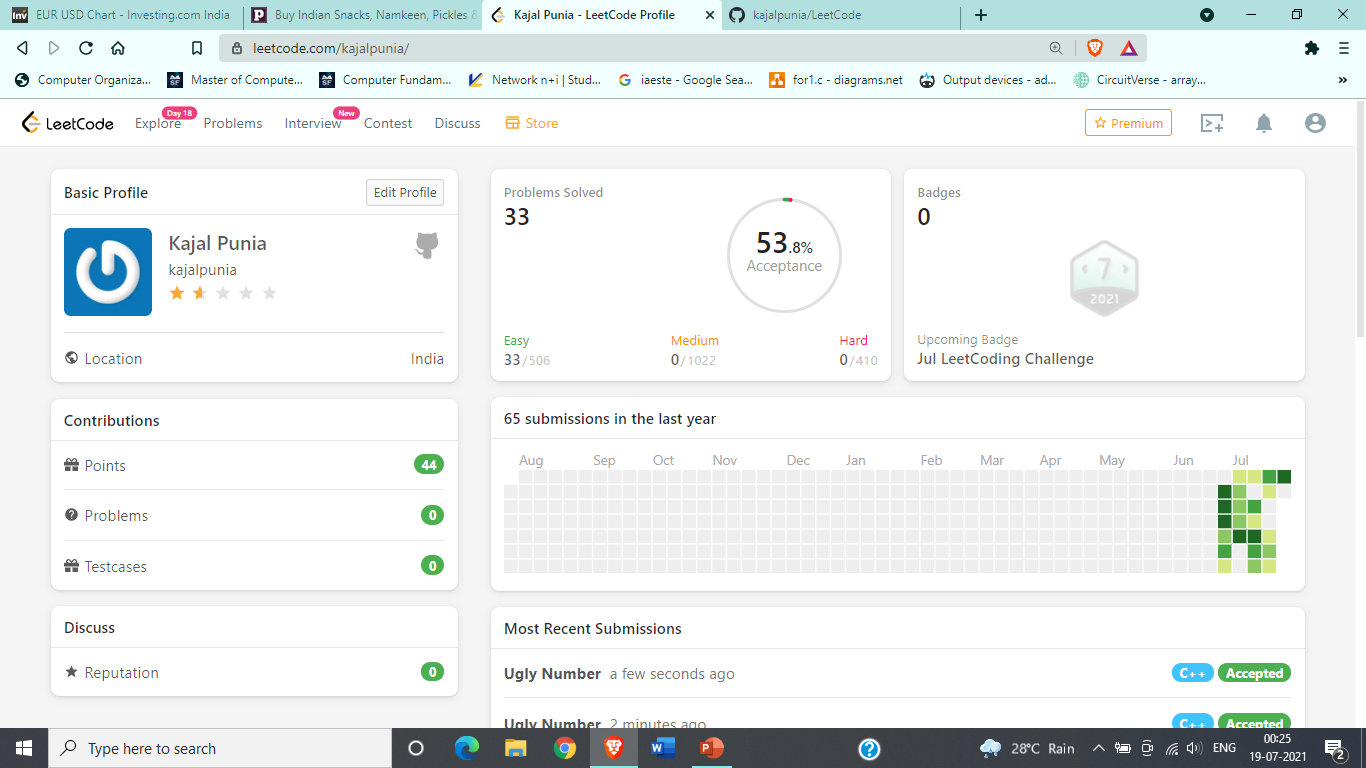 EUR USD Chart - Investing.com India
Buy Indian Snacks, Namkeen, Pickles &
Kajal Punia - LeetCode Profile
kajalpunia/LeetCode
leetcode.com/kajalpunia/
Computer Organiza...
Master of Compute...
Computer Fundam...
Network n+i | Stud...
iaeste - Google Sea...
for1.c - diagrams.net
Output devices - ad...
CircuitVerse - array...
LeetCode
Explore
Day 18
Problems
Interview
New
Contest
Discuss
Store
Premium
Basic Profile
Edit Profile
Kajal Punia
kajalpunia
Location
India
Contributions
Points
44
Problems
0
Testcases
0
Discuss
Reputation
0
Problems Solved
33
53.8%
Acceptance
Easy
33/506
Medium
0/1022
Hard
0/410
Badges
0
7
2021
Upcoming Badge
Jul LeetCoding Challenge
65 submissions in the last year
Aug Sep Oct Nov Dec Jan Feb Mar Apr May Jun Jul
Most Recent Submissions
Ugly Number a few seconds ago
C++ Accepted
Ugly Number 2 minutes ago
C++ Accepted
Type here to search
28°C Rain
ENG
00:25
19-07-2021
2